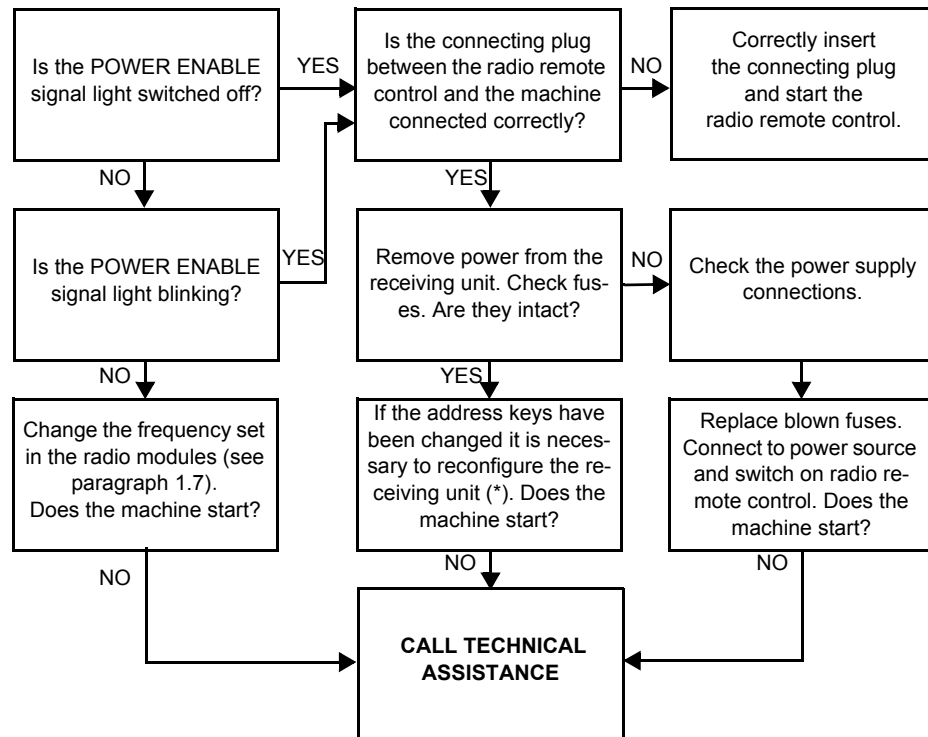 Is the POWER ENABLE
signal light switched off?
YES
Is the connecting plug
between the radio remote
control and the machine
connected correctly?
NO
Correctly insert
the connecting plug
and start the
radio remote control.
NO
YES
Is the POWER ENABLE
signal light blinking?
YES
Remove power from the
receiving unit. Check fus-
es. Are they intact?
NO
Check the power supply
connections.
NO
YES
Change the frequency set
in the radio modules (see
paragraph 1.7).
Does the machine start?
If the address keys have
been changed it is neces-
sary to reconfigure the re-
ceiving unit (*). Does the
machine start?
Replace blown fuses.
Connect to power source
and switch on radio re-
mote control. Does the
machine start?
NO
NO
NO
CALL TECHNICAL
ASSISTANCE